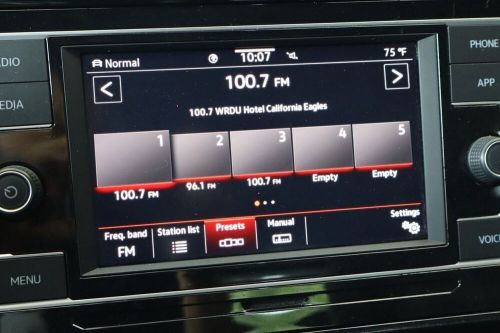 PHONE
Normal
10:07
75 °F
ADIO
100.7 FM
APP
MEDIA
100.7 WRDU Hotel California Eagles
1
2
3
4
5
100.7 FM
96.1 FM
100.7 FM
Empty
Empty
Freq. band
Station list
Presets
Manual
Settings
FM
VOIC
MENU